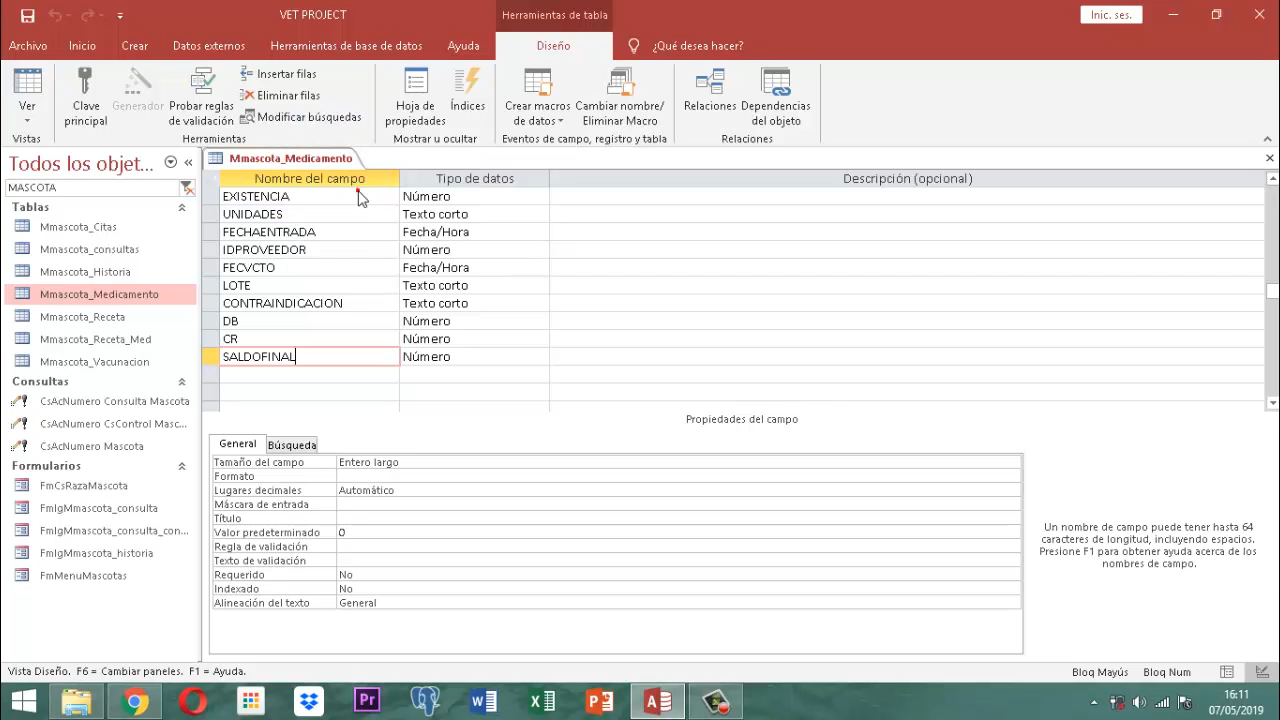 VET PROJECT
Herramientas de tabla
Inic. ses.
Archivo Inicio Crear Datos externos Herramientas de base de datos Ayuda Diseño ¿Qué desea hacer?
Ver
Clave principal
Generador
Probar reglas de validación
Insertar filas
Eliminar filas
Modificar búsquedas
Hoja de propiedades
Índices
Crear macros de datos
Cambiar nombre/ Eliminar Macro
Relaciones
Dependencias del objeto
Vistas Herramientas Mostrar u ocultar Eventos de campo, registro y tabla Relaciones
Todos los objet...
MASCOTA
Tablas
Mmascota_Citas
Mmascota_consultas
Mmascota_Historia
Mmascota_Medicamento
Mmascota_Receta
Mmascota_Receta_Med
Mmascota_Vacunacion
Consultas
CsAcNumero Consulta Mascota
CsAcNumero CsControl Masc...
CsAcNumero Mascota
Formularios
FmCsRazaMascota
FmIgMmascota_consulta
FmIgMmascota_consulta_con...
FmIgMmascota_historia
FmMenuMascotas
Mmascota_Medicamento
Nombre del campo Tipo de datos Descripción (opcional)
EXISTENCIA Número
UNIDADES Texto corto
FECHAENTRADA Fecha/Hora
IDPROVEEDOR Número
FECVCTO Fecha/Hora
LOTE Texto corto
CONTRAINDICACION Texto corto
DB Número
CR Número
SALDOFINAL Número
Propiedades del campo
General Búsqueda
Tamaño del campo Entero largo
Formato
Lugares decimales Automático
Máscara de entrada
Título
Valor predeterminado 0
Regla de validación
Texto de validación
Requerido No
Indexado No
Alineación del texto General
Un nombre de campo puede tener hasta 64
caracteres de longitud, incluyendo espacios.
Presione F1 para obtener ayuda acerca de los
nombres de campo.
Vista Diseño. F6 = Cambiar paneles. F1 = Ayuda. Bloq Mayús Bloq Num
16:11
07/05/2019